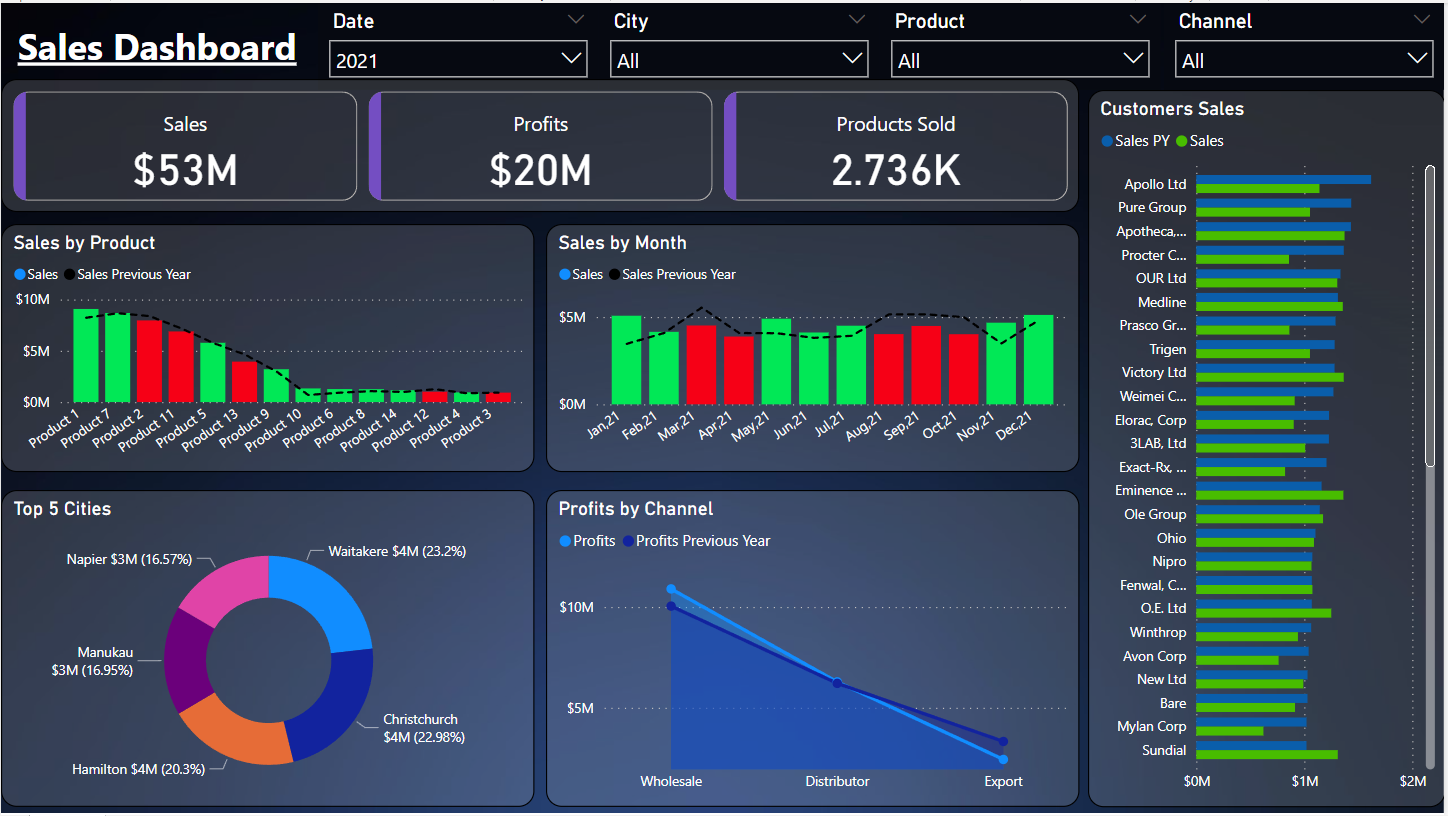 Sales Dashboard
Date
2021
City
All
Product
All
Channel
All
Sales
$53M
Profits
$20M
Products Sold
2.736K
Sales by Product
Sales
Sales Previous Year
$10M
$5M
$0M
Product 1
Product 7
Product 2
Product 11
Product 5
Product 13
Product 9
Product 10
Product 6
Product 8
Product 14
Product 12
Product 4
Product 3
Sales by Month
Sales
Sales Previous Year
$5M
$0M
Jan,21
Feb,21
Mar,21
Apr,21
May,21
Jun,21
Jul,21
Aug,21
Sep,21
Oct,21
Nov,21
Dec,21
Top 5 Cities
Napier $3M (16.57%)
Waitakere $4M (23.2%)
Manukau
$3M (16.95%)
Christchurch
$4M (22.98%)
Hamilton $4M (20.3%)
Profits by Channel
Profits
Profits Previous Year
$10M
$5M
Wholesale
Distributor
Export
Customers Sales
Sales PY
Sales
Apollo Ltd
Pure Group
Apotheca,...
Procter C...
OUR Ltd
Medline
Prasco Gr...
Trigen
Victory Ltd
Weimei C...
Elorac, Corp
3LAB, Ltd
Exact-Rx, ...
Eminence ...
Ole Group
Ohio
Nipro
Fenwal, C...
O.E. Ltd
Winthrop
Avon Corp
New Ltd
Bare
Mylan Corp
Sundial
$0M
$1M
$2M